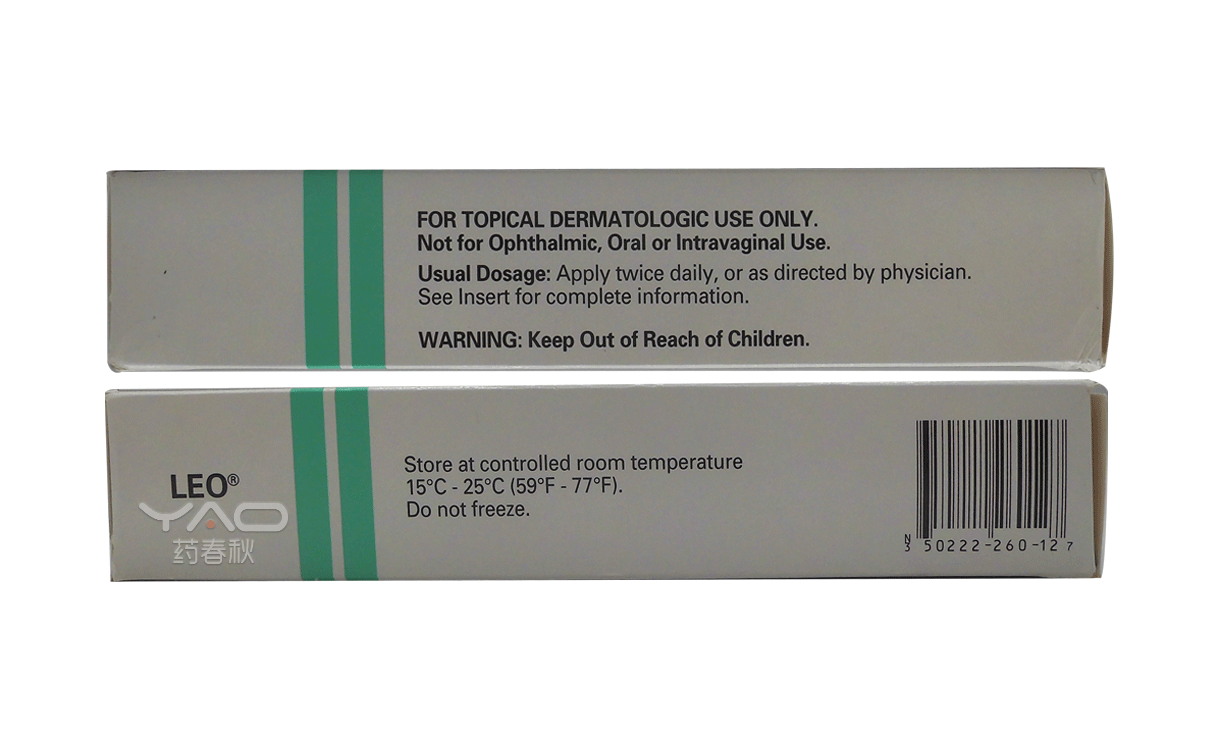 FOR TOPICAL DERMATOLOGIC USE ONLY.
Not for Ophthalmic, Oral or Intravaginal Use.
Usual Dosage: Apply twice daily, or as directed by physician.
See Insert for complete information.
WARNING: Keep Out of Reach of Children.
LEO®
YAO
药春秋
Store at controlled room temperature
15°C - 25°C (59°F - 77°F).
Do not freeze.
N
3 50222-260-12 7